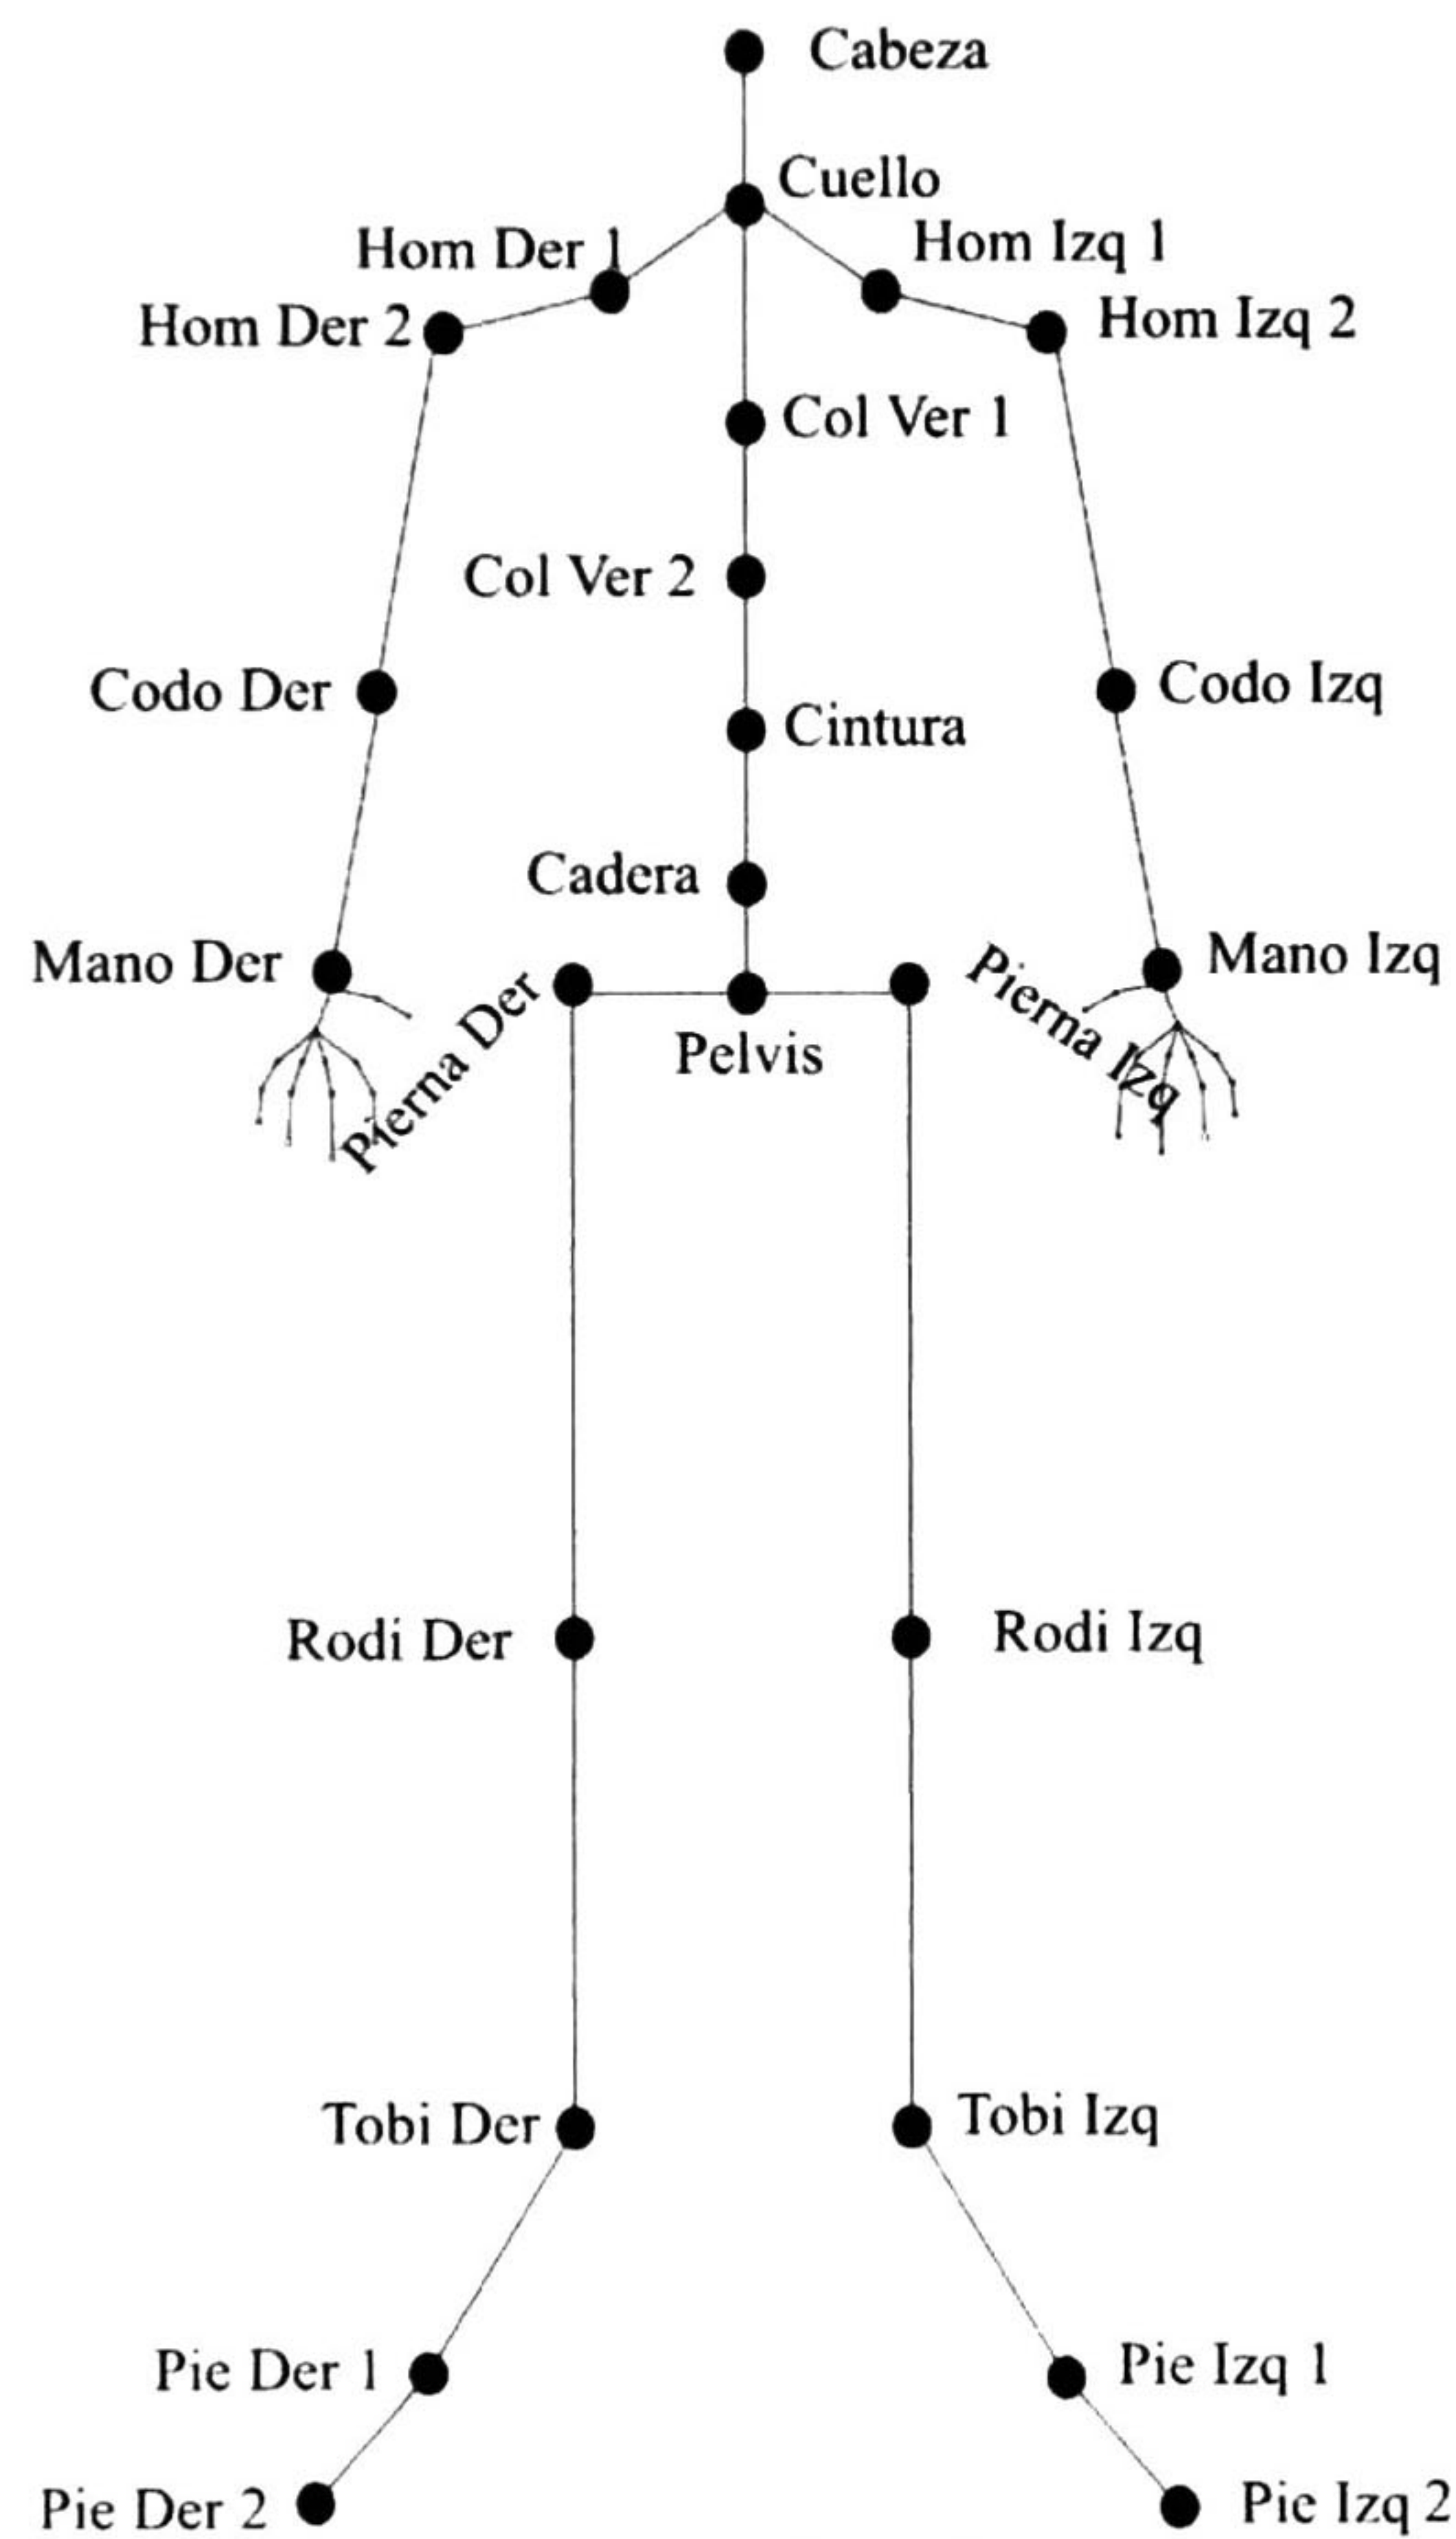 Cabeza
Cuello
Hom Der 1
Hom Izq 1
Hom Der 2
Hom Izq 2
Col Ver 1
Col Ver 2
Codo Der
Codo Izq
Cintura
Cadera
Mano Der
Mano Izq
Pierna Der
Pierna Izq
Pelvis
Rodi Der
Rodi Izq
Tobi Der
Tobi Izq
Pie Der 1
Pie Izq 1
Pie Der 2
Pie Izq 2